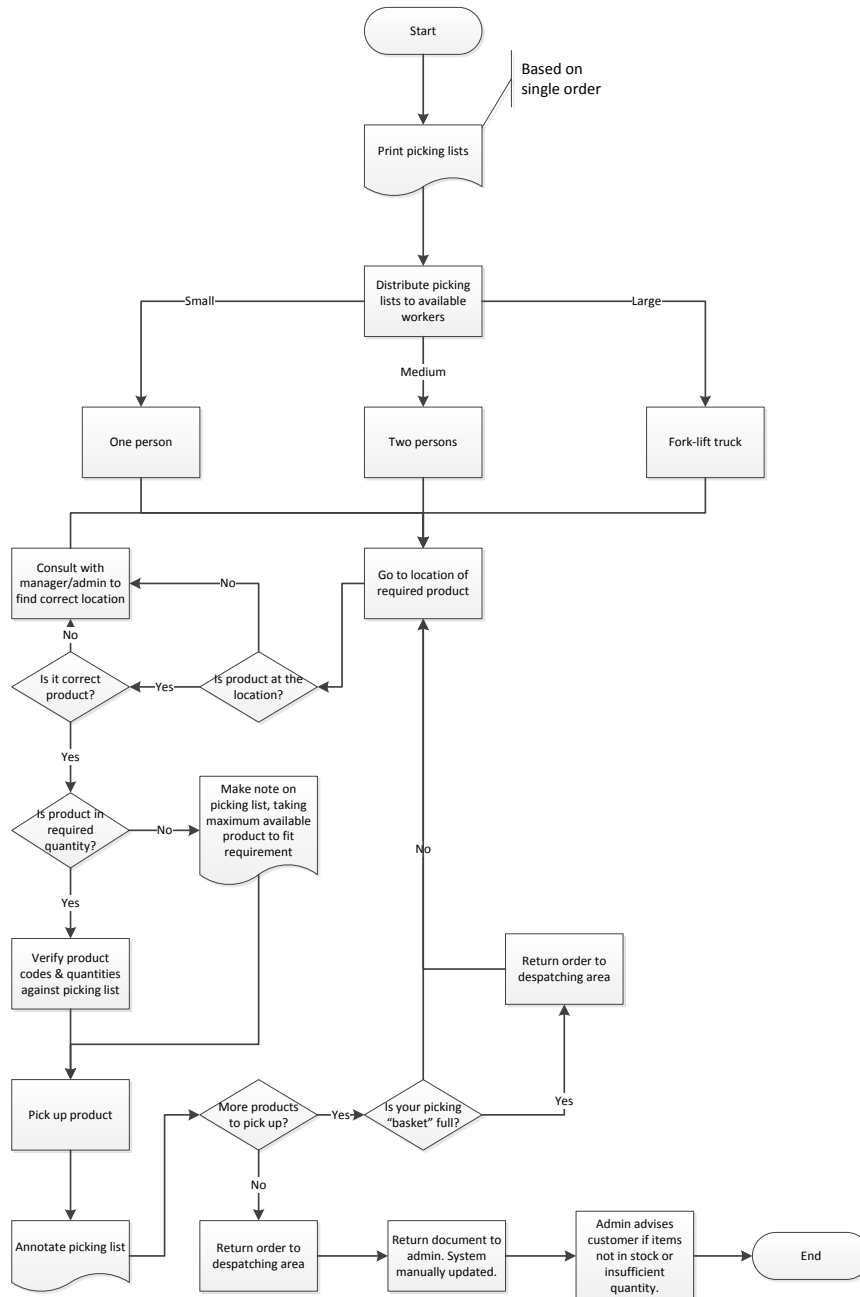 Start
Based on
single order
Print picking lists
Distribute picking
lists to available
workers
Small
Large
Medium
One person
Two persons
Fork-lift truck
Consult with
manager/admin to
find correct location
No
Go to location of
required product
No
Is it correct
product?
Yes
Is product at the
location?
Yes
Make note on
picking list, taking
maximum available
product to fit
requirement
Is product in
required
quantity?
No
No
Yes
Verify product
codes & quantities
against picking list
Return order to
despatching area
Pick up product
More products
to pick up?
Yes
Is your picking
“basket” full?
Yes
No
Annotate picking list
Return order to
despatching area
Return document to
admin. System
manually updated.
Admin advises
customer if items
not in stock or
insufficient
quantity.
End